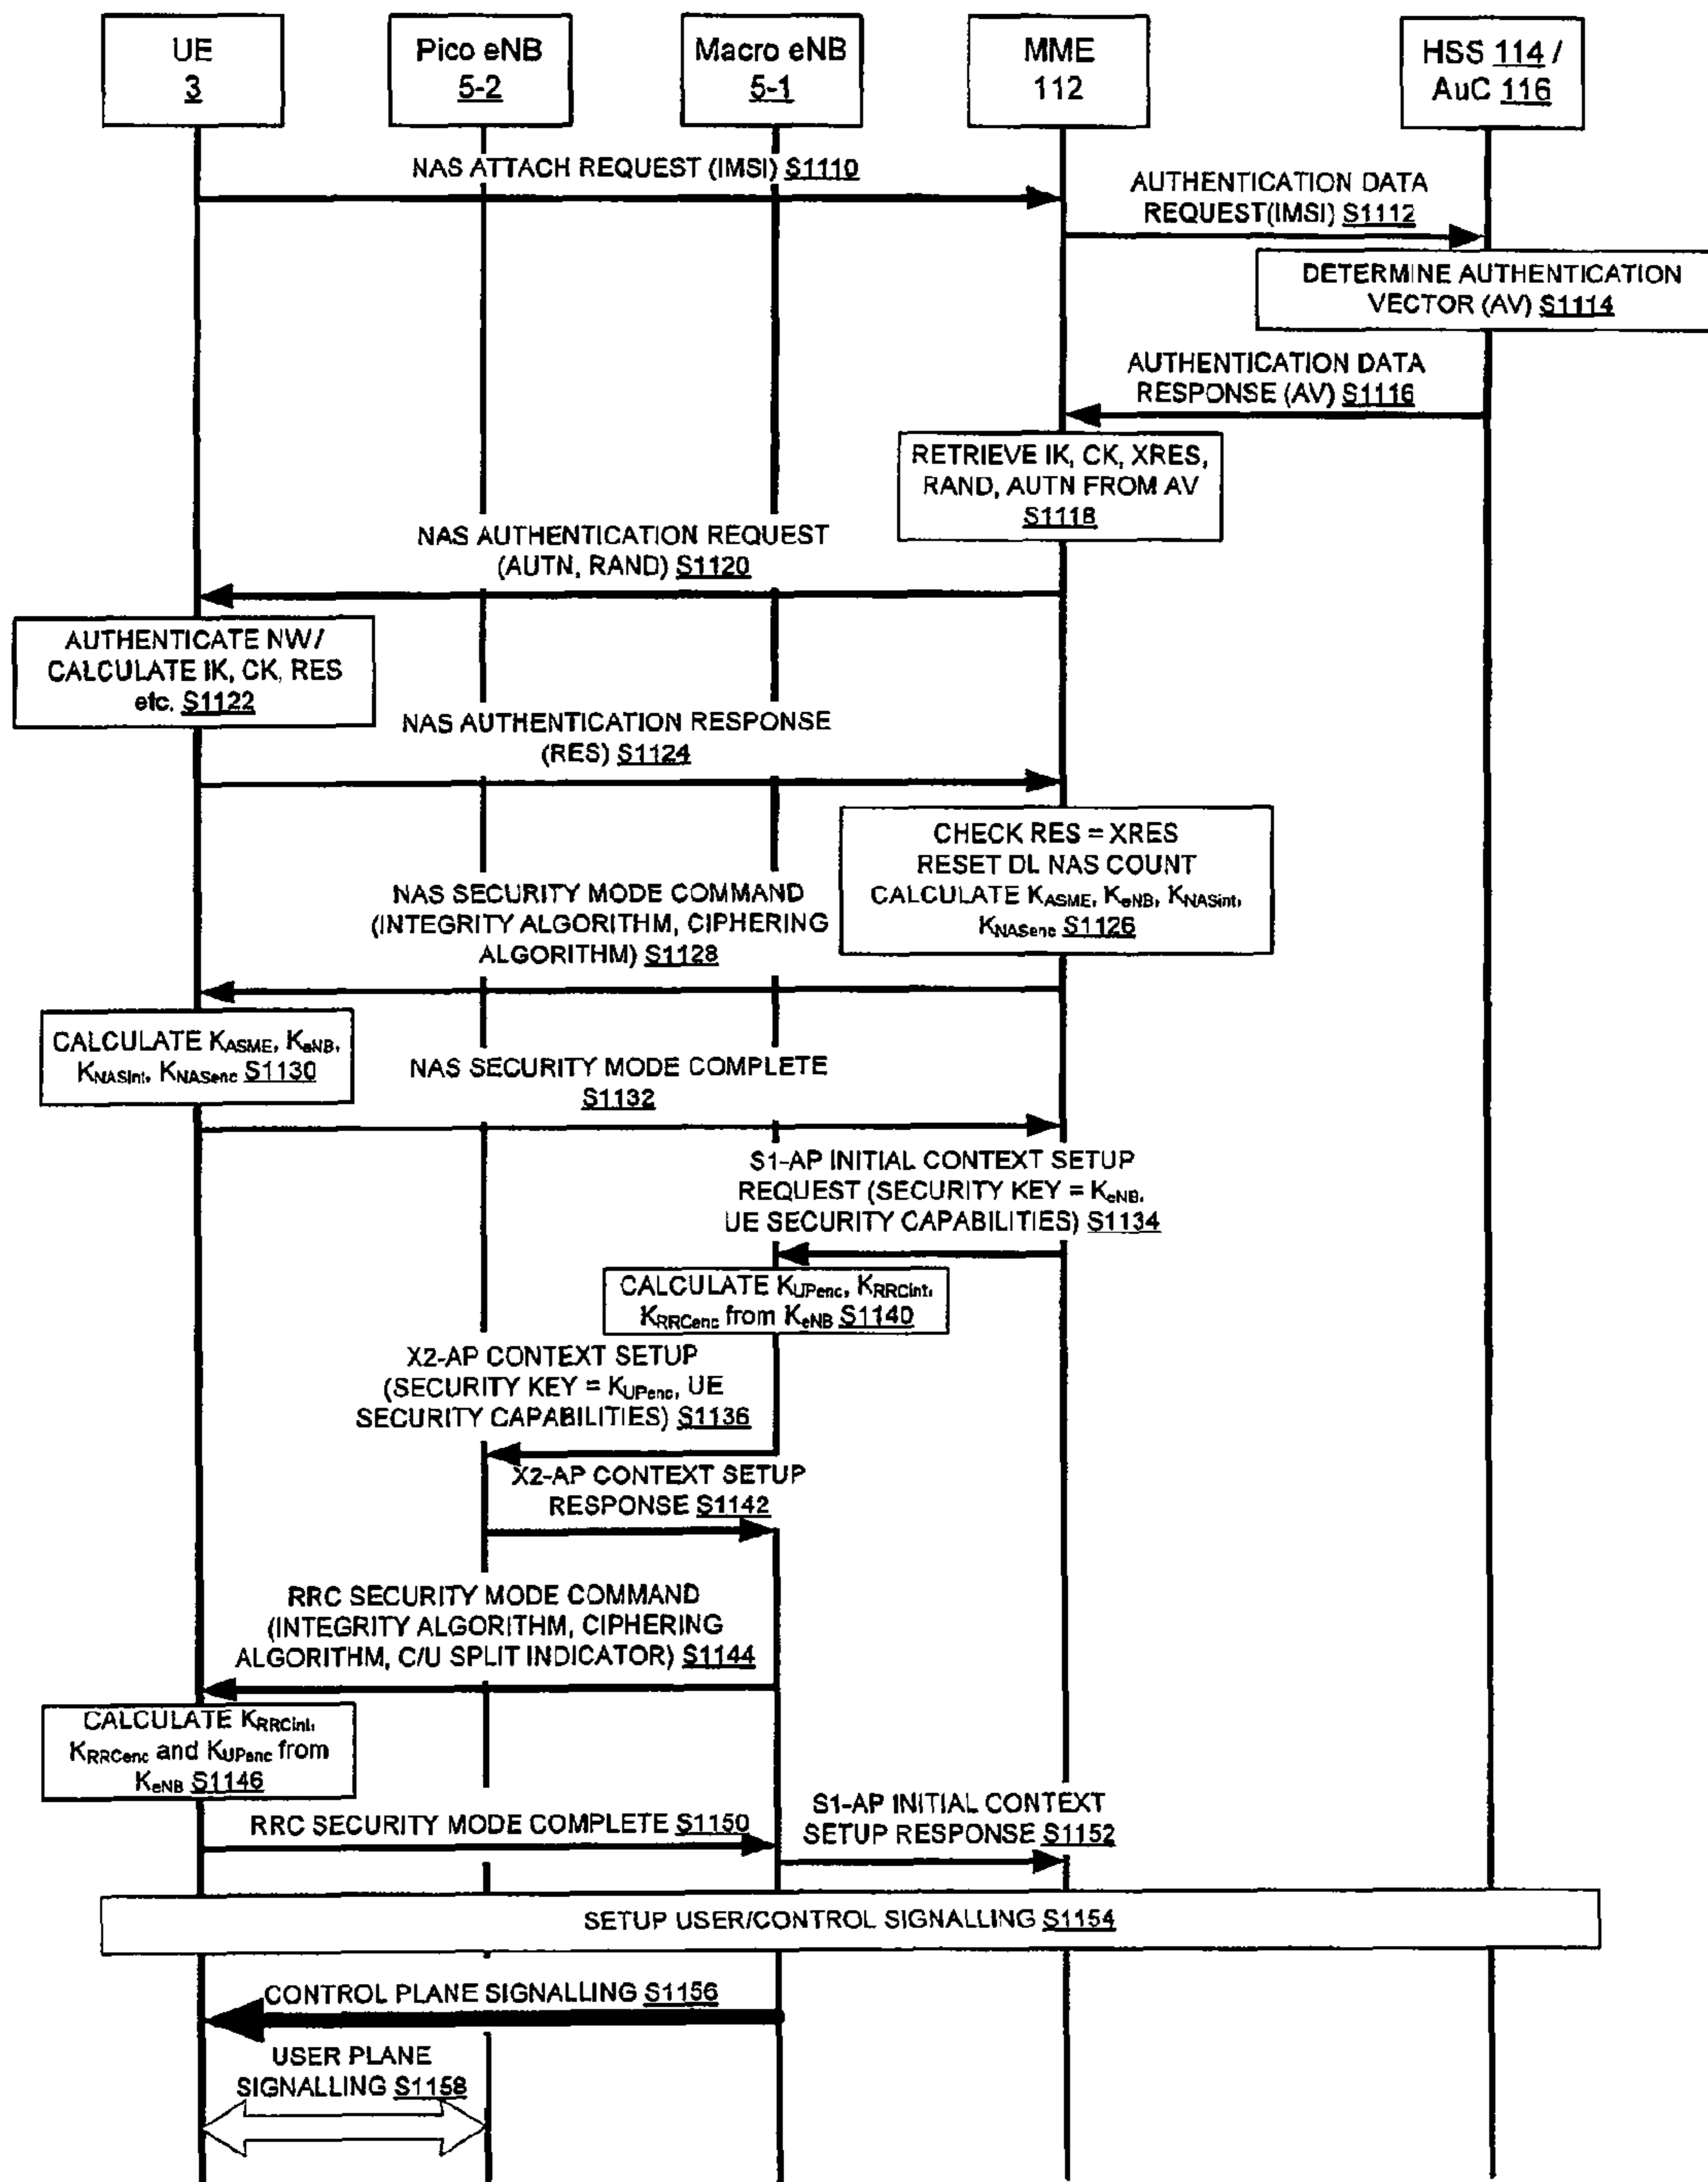 UE
3
Pico eNB
5-2
Macro eNB
5-1
MME
112
HSS 114 /
AuC 116
NAS ATTACH REQUEST (IMSI) S1110
AUTHENTICATION DATA
REQUEST(IMSI) S1112
DETERMINE AUTHENTICATION
VECTOR (AV) S1114
AUTHENTICATION DATA
RESPONSE (AV) S1116
RETRIEVE IK, CK, XRES,
RAND, AUTN FROM AV
S1118
NAS AUTHENTICATION REQUEST
(AUTN, RAND) S1120
AUTHENTICATE NW/
CALCULATE IK, CK, RES
etc. S1122
NAS AUTHENTICATION RESPONSE
(RES) S1124
CHECK RES = XRES
RESET DL NAS COUNT
CALCULATE KASME, KeNB, KNASint,
KNASenc S1126
NAS SECURITY MODE COMMAND
(INTEGRITY ALGORITHM, CIPHERING
ALGORITHM) S1128
CALCULATE KASME, KeNB,
KNASint, KNASenc S1130
NAS SECURITY MODE COMPLETE
S1132
S1-AP INITIAL CONTEXT SETUP
REQUEST (SECURITY KEY = KeNB,
UE SECURITY CAPABILITIES) S1134
CALCULATE KUPenc, KRRCint,
KRRCenc from KeNB S1140
X2-AP CONTEXT SETUP
(SECURITY KEY = KUPenc, UE
SECURITY CAPABILITIES) S1136
X2-AP CONTEXT SETUP
RESPONSE S1142
RRC SECURITY MODE COMMAND
(INTEGRITY ALGORITHM, CIPHERING
ALGORITHM, C/U SPLIT INDICATOR) S1144
CALCULATE KRRCint,
KRRCenc and KUPenc from
KeNB S1146
RRC SECURITY MODE COMPLETE S1150
S1-AP INITIAL CONTEXT
SETUP RESPONSE S1152
SETUP USER/CONTROL SIGNALLING S1154
CONTROL PLANE SIGNALLING S1156
USER PLANE
SIGNALLING S1158